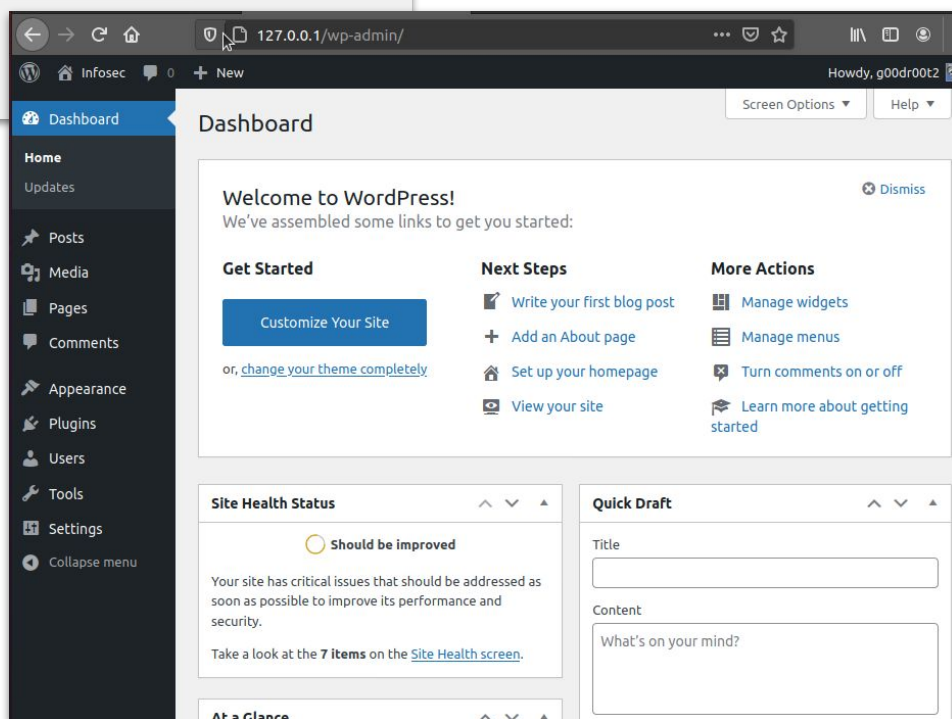 127.0.0.1/wp-admin/
Infosec 0 + New Howdy, g00dr00t2
Screen Options ▼ Help ▼
Dashboard
Home
Updates
Posts
Media
Pages
Comments
Appearance
Plugins
Users
Tools
Settings
Collapse menu
Dashboard
Welcome to WordPress!
Dismiss
We've assembled some links to get you started:
Get Started
Customize Your Site
or, change your theme completely
Next Steps
Write your first blog post
Add an About page
Set up your homepage
View your site
More Actions
Manage widgets
Manage menus
Turn comments on or off
Learn more about getting
started
Site Health Status
Should be improved
Your site has critical issues that should be addressed as
soon as possible to improve its performance and
security.
Take a look at the 7 items on the Site Health screen.
At a Glance
Quick Draft
Title
Content
What's on your mind?